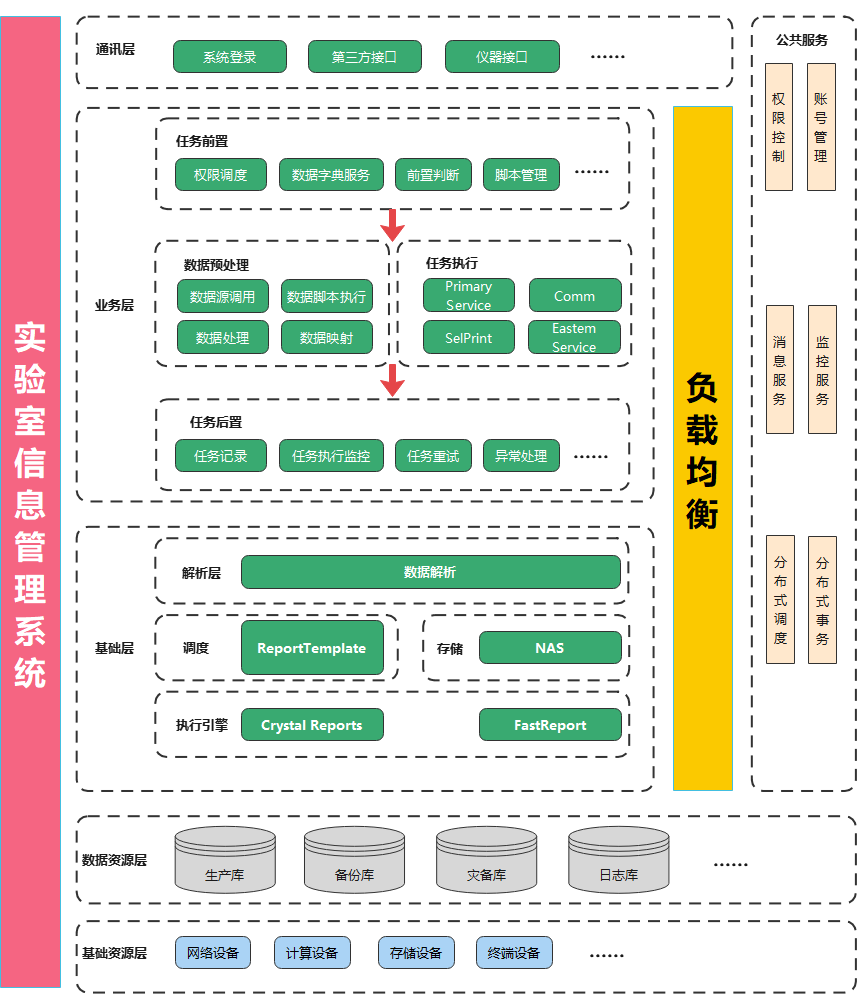 实验室信息管理系统
通讯层
系统登录
第三方接口
仪器接口
······
业务层
任务前置
权限调度
数据字典服务
前置判断
脚本管理
······
数据预处理
数据源调用
数据脚本执行
数据处理
数据映射
任务执行
Primary
Service
Comm
SelPrint
Eastem
Service
任务后置
任务记录
任务执行监控
任务重试
异常处理
······
基础层
解析层
数据解析
调度
ReportTemplate
存储
NAS
执行引擎
Crystal Reports
FastReport
负载均衡
公共服务
权限控制
账号管理
消息服务
监控服务
分布式调度
分布式事务
数据资源层
生产库
备份库
灾备库
日志库
······
基础资源层
网络设备
计算设备
存储设备
终端设备
······